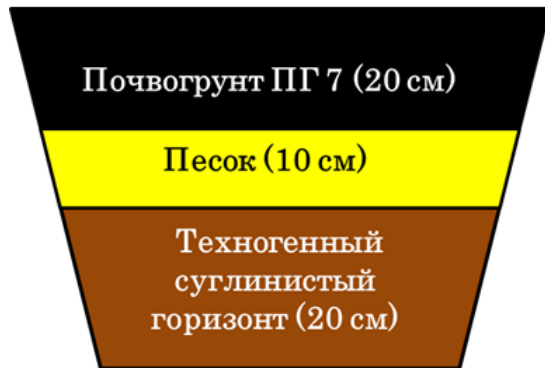 Почвогрунт ПГ 7 (20 см)
Песок (10 см)
Техногенный
суглинистый
горизонт (20 см)